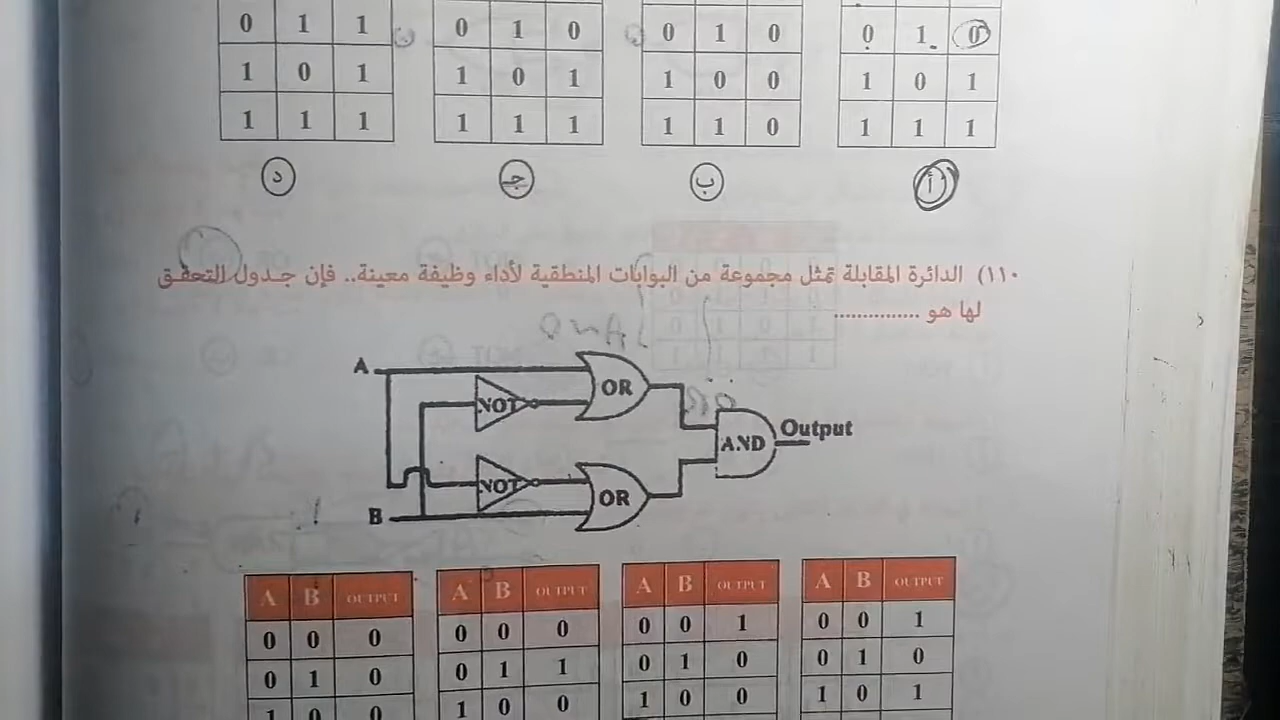 0 1 1
1 0 1
1 1 1
د
0 1 0
1 0 1
1 1 1
جـ
0 1 0
1 0 0
1 1 0
ب
0 1 0
1 0 1
1 1 1
أ
١١٠) الدائرة المقابلة تمثل مجموعة من البوابات المنطقية لأداء وظيفة معينة.. فإن جدول التحقق
لها هو ...............
A
NOT
OR
NOT
OR
AND
Output
B
A B OUTPUT
0 0 0
0 1 0
1 0 0
A B OUTPUT
0 0 0
0 1 1
1 0 0
A B OUTPUT
0 0 1
0 1 0
1 0 0
A B OUTPUT
0 0 1
0 1 0
1 0 1